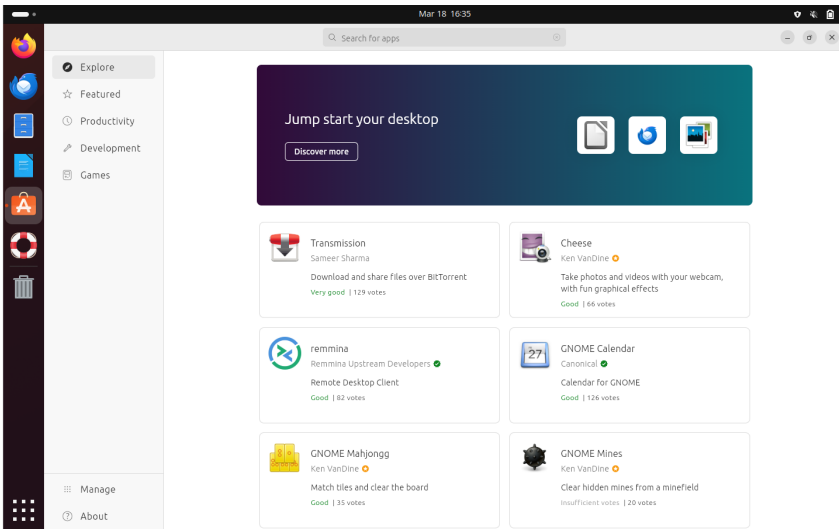 Mar 18 16:35
Search for apps
Explore
Featured
Productivity
Development
Games
Manage
About
Jump start your desktop
Discover more
Transmission
Sameer Sharma
Download and share files over BitTorrent
Very good | 129 votes
Cheese
Ken VanDine
Take photos and videos with your webcam,
with fun graphical effects
Good | 66 votes
remmina
Remmina Upstream Developers
Remote Desktop Client
Good | 82 votes
27
GNOME Calendar
Canonical
Calendar for GNOME
Good | 126 votes
GNOME Mahjongg
Ken VanDine
Match tiles and clear the board
Good | 35 votes
GNOME Mines
Ken VanDine
Clear hidden mines from a minefield
Insufficient votes | 20 votes